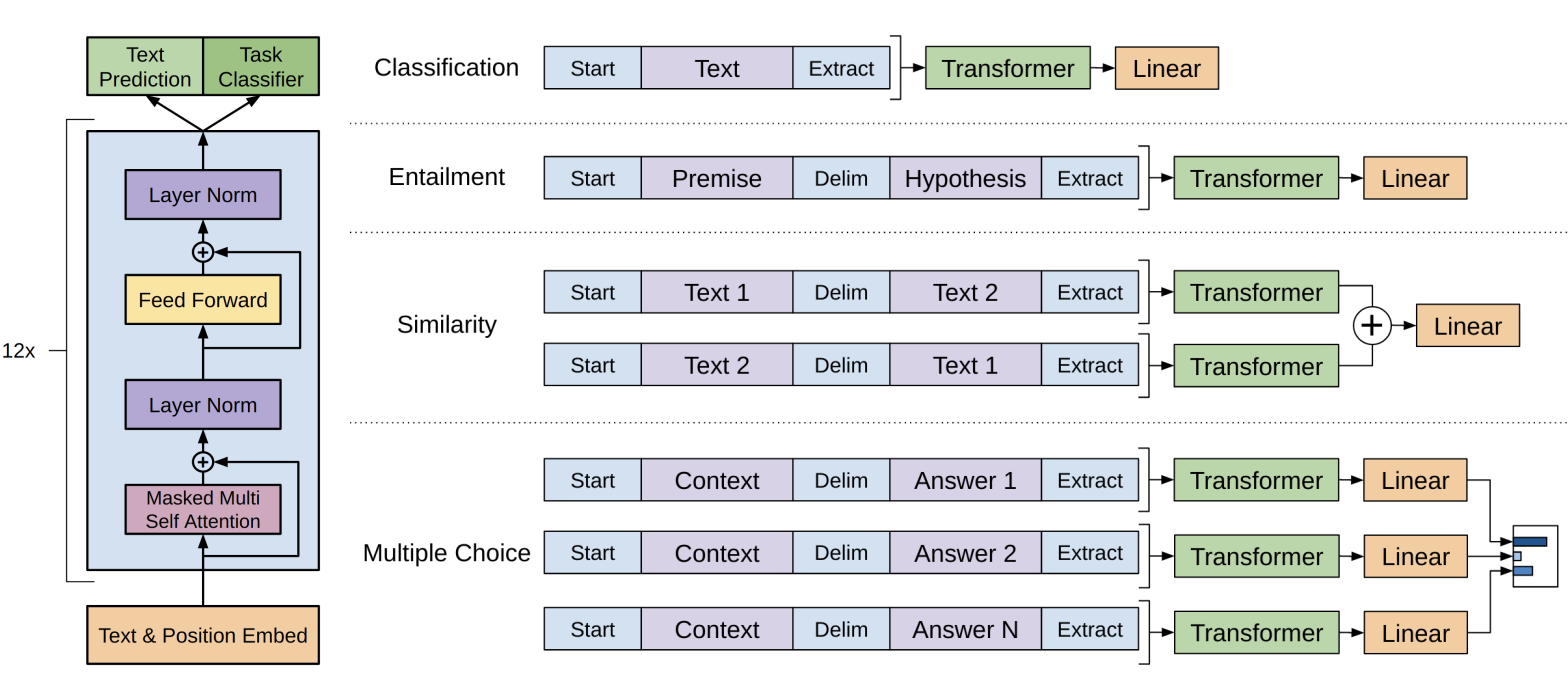 Text
Prediction
Task
Classifier
12x
Layer Norm
Feed Forward
Layer Norm
Masked Multi
Self Attention
Text & Position Embed
Classification
Start
Text
Extract
Transformer
Linear
Entailment
Start
Premise
Delim
Hypothesis
Extract
Transformer
Linear
Similarity
Start
Text 1
Delim
Text 2
Extract
Transformer
Start
Text 2
Delim
Text 1
Extract
Transformer
Linear
Multiple Choice
Start
Context
Delim
Answer 1
Extract
Transformer
Linear
Start
Context
Delim
Answer 2
Extract
Transformer
Linear
Start
Context
Delim
Answer N
Extract
Transformer
Linear